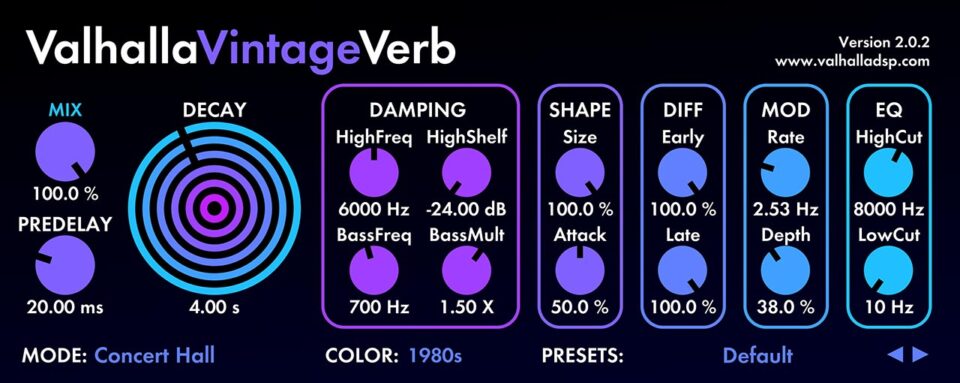 ValhallaVintageVerb
Version 2.0.2
www.valhalladsp.com
MIX
100.0 %
PREDELAY
20.00 ms
DECAY
4.00 s
DAMPING
HighFreq HighShelf
6000 Hz -24.00 dB
BassFreq BassMult
700 Hz 1.50 X
SHAPE
Size
100.0 %
Attack
50.0 %
DIFF
Early
100.0 %
Late
100.0 %
MOD
Rate
2.53 Hz
Depth
38.0 %
EQ
HighCut
8000 Hz
LowCut
10 Hz
MODE: Concert Hall
COLOR: 1980s
PRESETS: Default